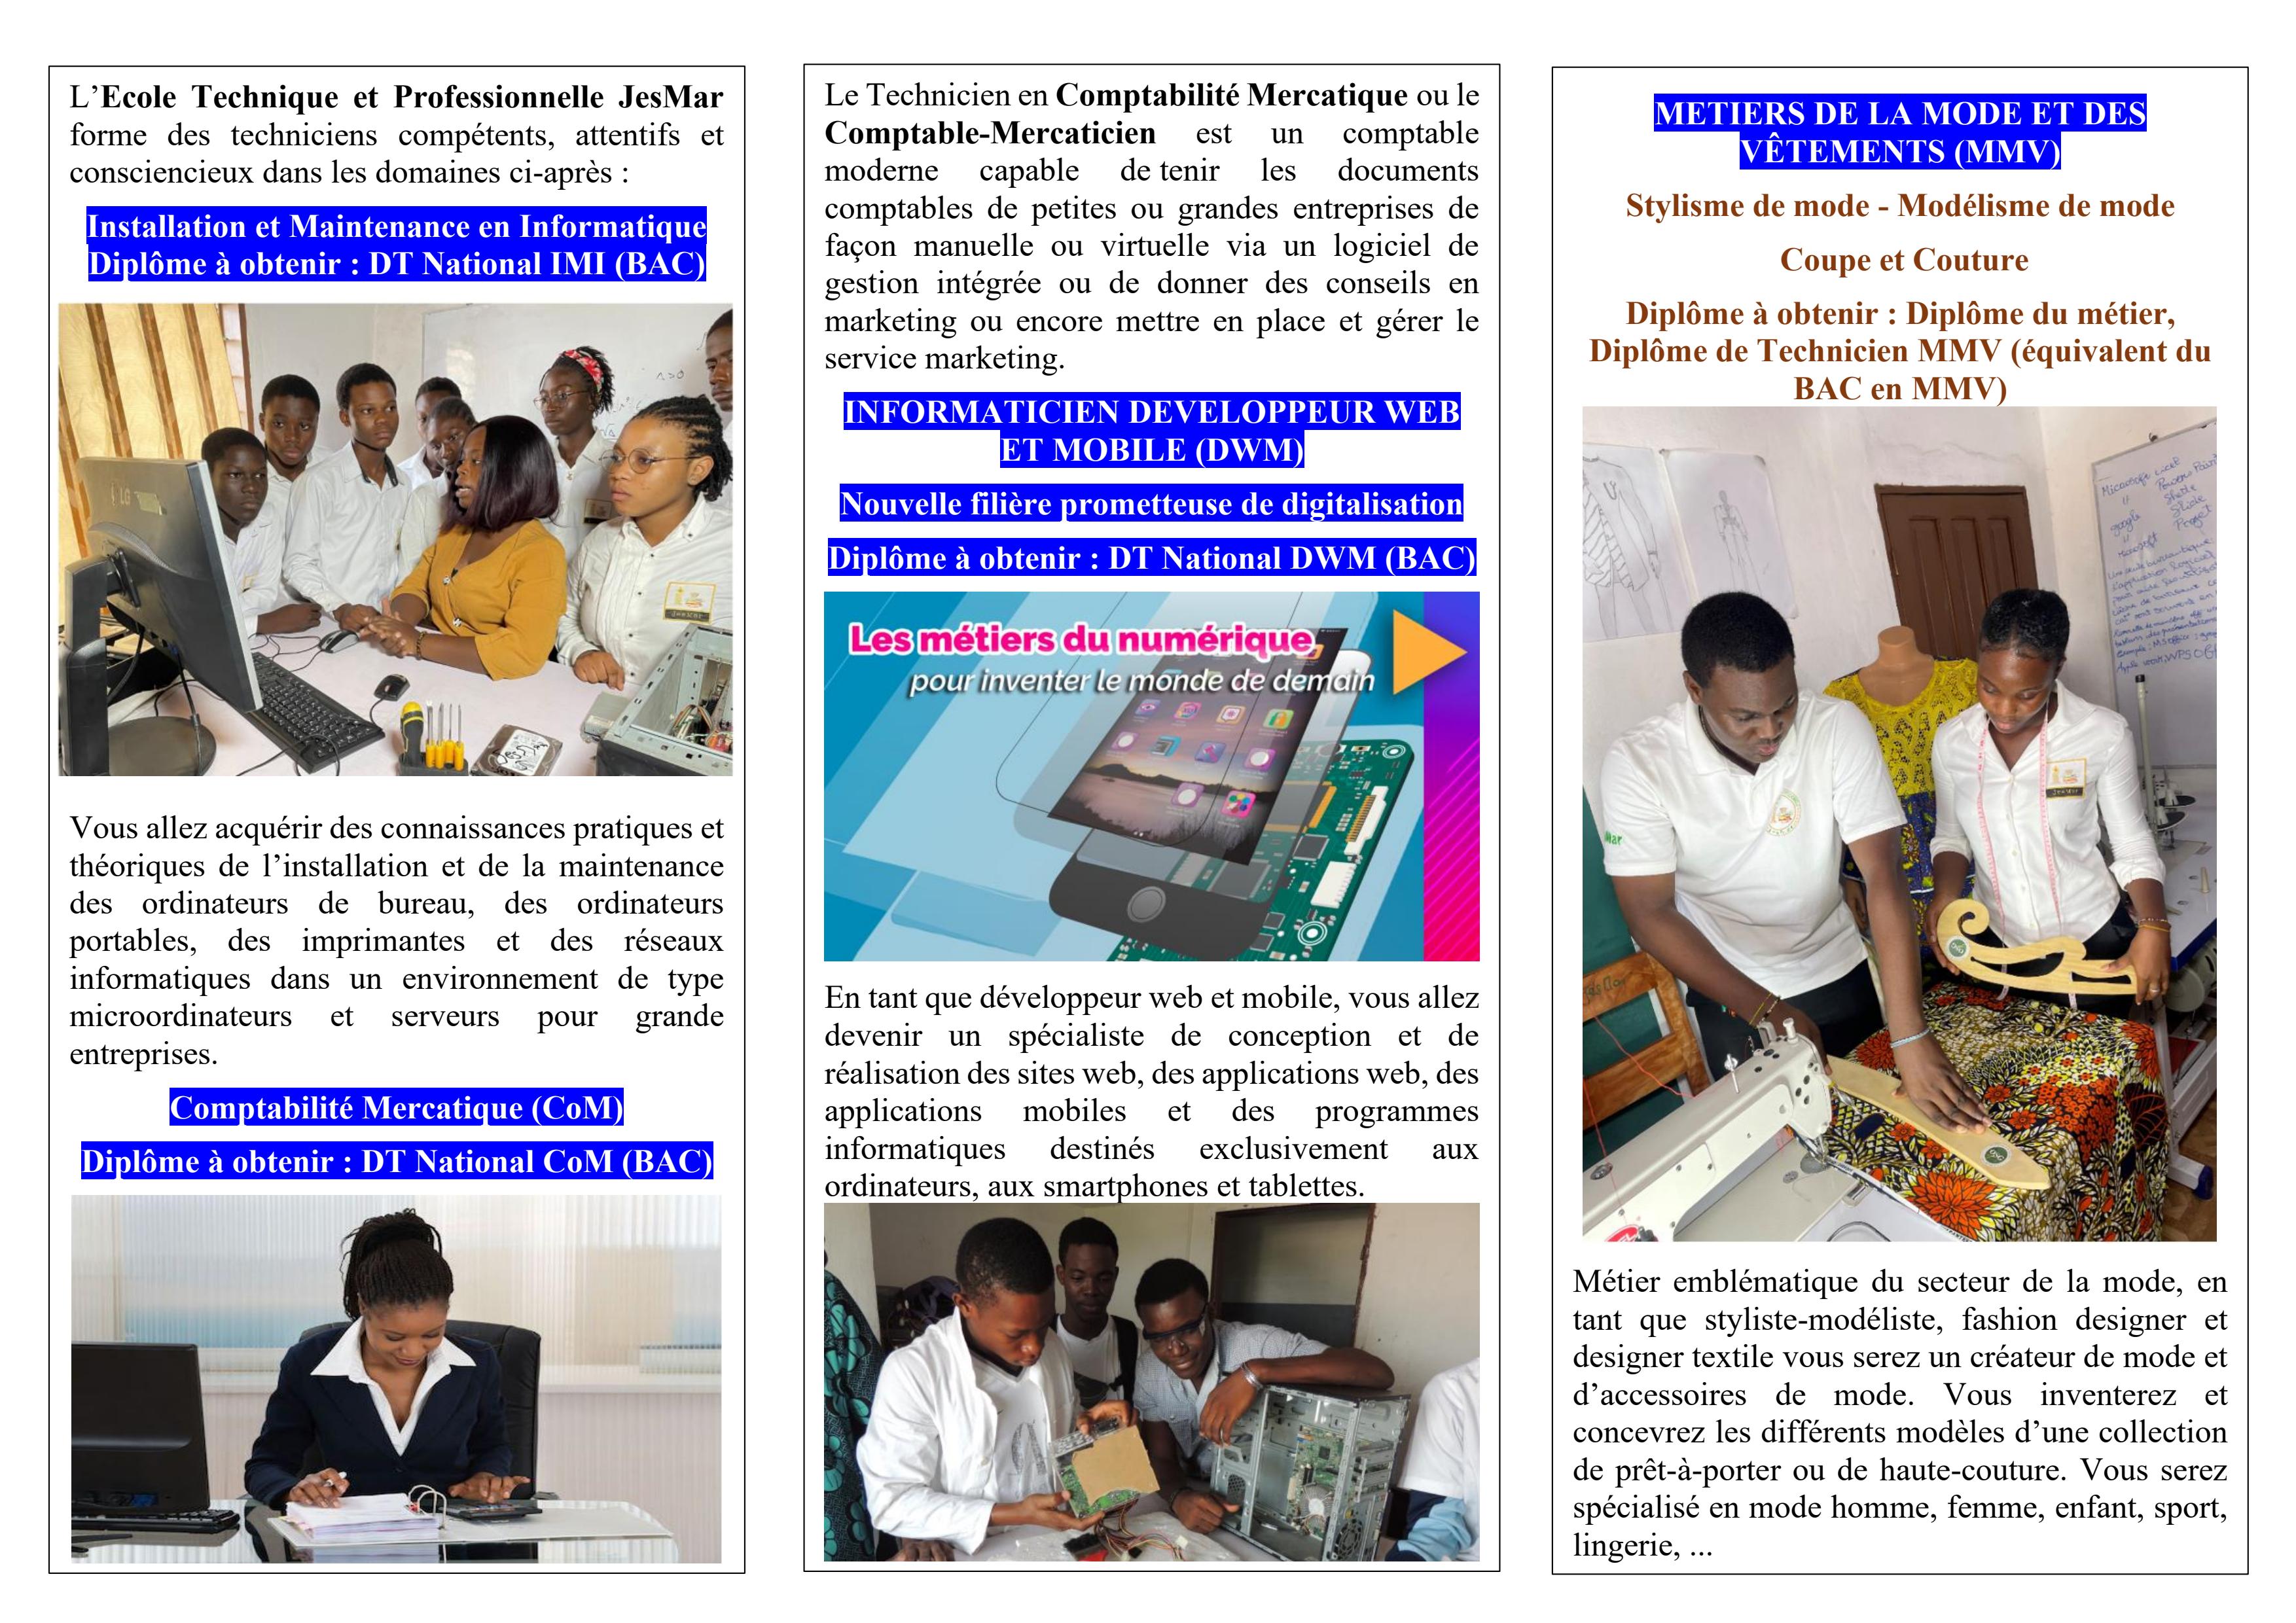 L’Ecole Technique et Professionnelle JesMar
forme des techniciens compétents, attentifs et
consciencieux dans les domaines ci-après :
Installation et Maintenance en Informatique
Diplôme à obtenir : DT National IMI (BAC)
LG
Vous allez acquérir des connaissances pratiques et
théoriques de l’installation et de la maintenance
des ordinateurs de bureau, des ordinateurs
portables, des imprimantes et des réseaux
informatiques dans un environnement de type
microordinateurs et serveurs pour grande
entreprises.
Comptabilité Mercatique (CoM)
Diplôme à obtenir : DT National CoM (BAC)
Le Technicien en Comptabilité Mercatique ou le
Comptable-Mercaticien est un comptable
moderne capable de tenir les documents
comptables de petites ou grandes entreprises de
façon manuelle ou virtuelle via un logiciel de
gestion intégrée ou de donner des conseils en
marketing ou encore mettre en place et gérer le
service marketing.
INFORMATICIEN DEVELOPPEUR WEB
ET MOBILE (DWM)
Nouvelle filière prometteuse de digitalisation
Diplôme à obtenir : DT National DWM (BAC)
Les métiers du numérique,
pour inventer le monde de demain
En tant que développeur web et mobile, vous allez
devenir un spécialiste de conception et de
réalisation des sites web, des applications web, des
applications mobiles et des programmes
informatiques destinés exclusivement aux
ordinateurs, aux smartphones et tablettes.
METIERS DE LA MODE ET DES
VÊTEMENTS (MMV)
Stylisme de mode - Modélisme de mode
Coupe et Couture
Diplôme à obtenir : Diplôme du métier,
Diplôme de Technicien MMV (équivalent du
BAC en MMV)
Microsoft
google
Microsoft
Projet
JesMar
Mar
Métier emblématique du secteur de la mode, en
tant que styliste-modéliste, fashion designer et
designer textile vous serez un créateur de mode et
d’accessoires de mode. Vous inventerez et
concevrez les différents modèles d’une collection
de prêt-à-porter ou de haute-couture. Vous serez
spécialisé en mode homme, femme, enfant, sport,
lingerie, ...